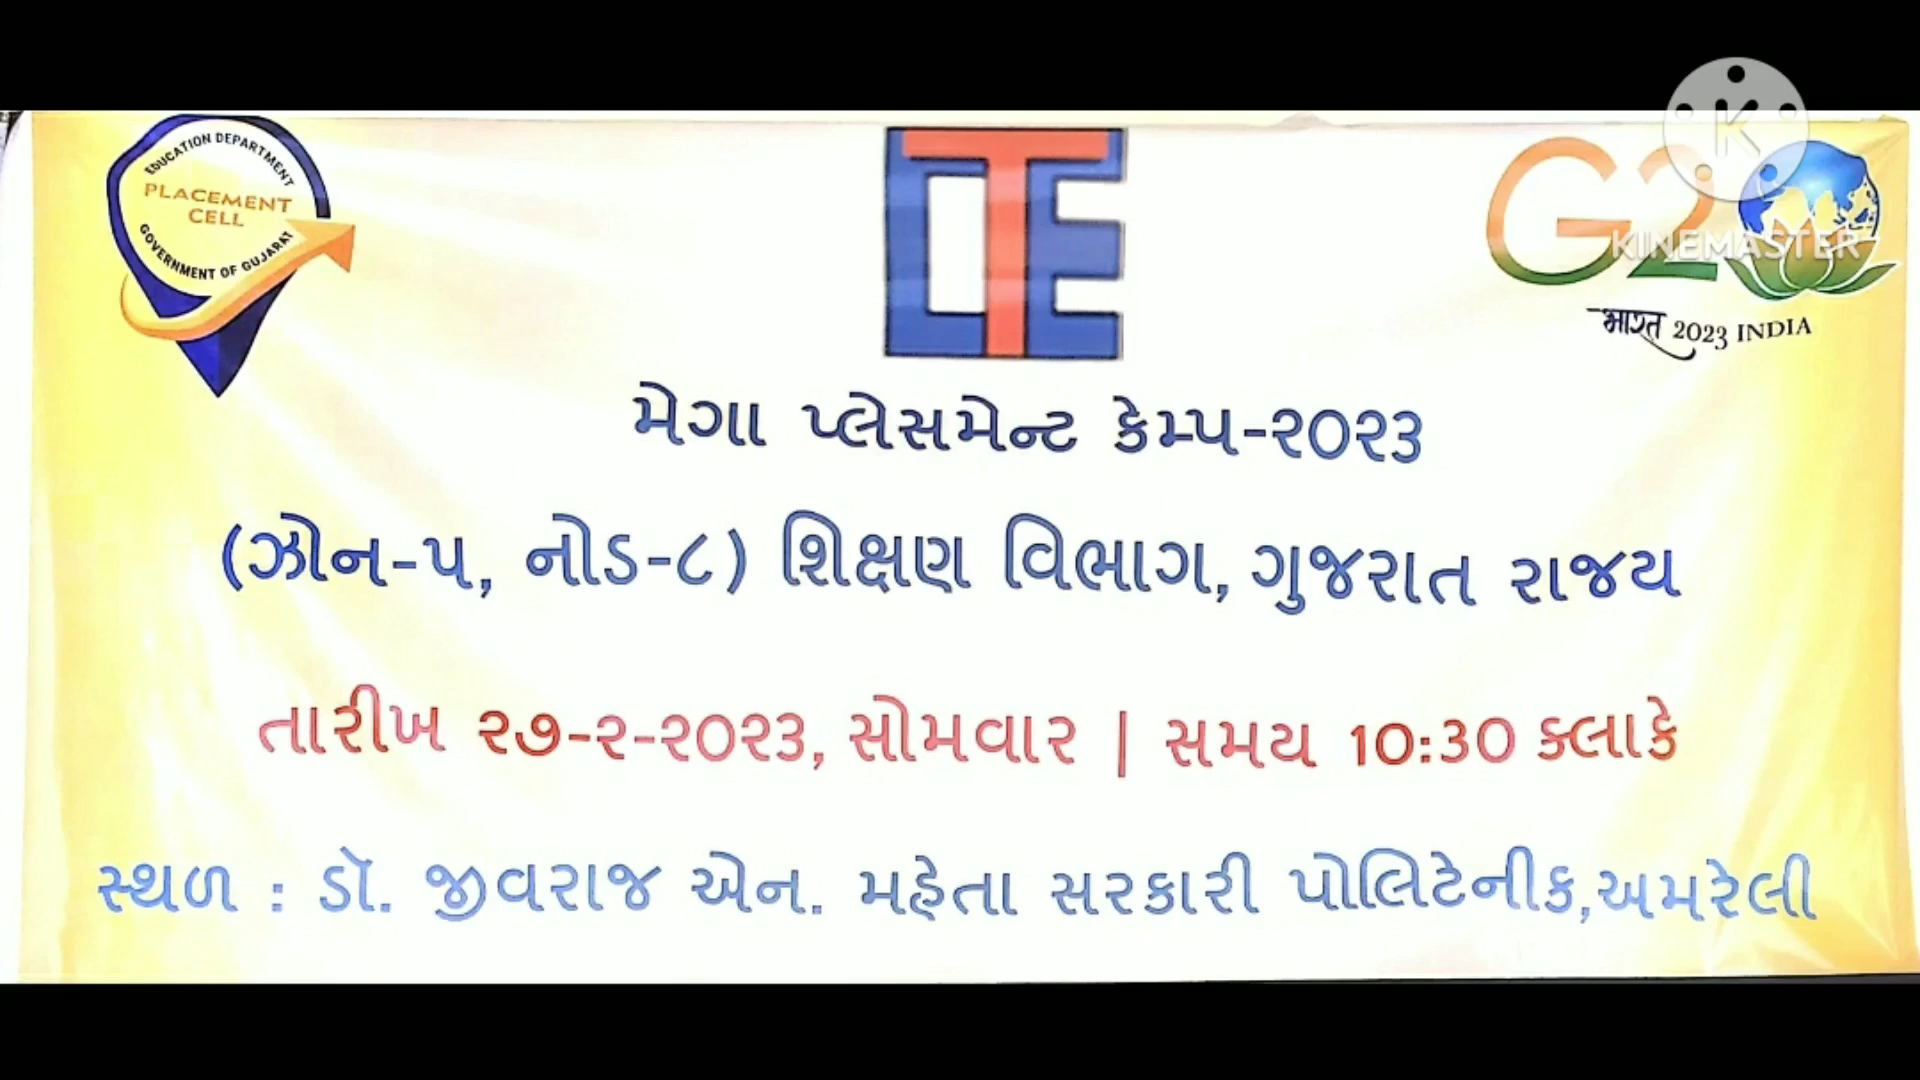 EDUCATION DEPARTMENT
PLACEMENT
CELL
GOVERNMENT OF GUJARAT
CTE
G20
K
KINEMASTER
भारत 2023 INDIA
મેગા પ્લેસમેન્ટ કેમ્પ-૨૦૨૩
(ઝોન-૫, નોડ-૮) શિક્ષણ વિભાગ, ગુજરાત રાજય
તારીખ ૨૭-૨-૨૦૨૩, સોમવાર | સમય 10:30 કલાકે
સ્થળ : ડૉ. જીવરાજ એન. મહેતા સરકારી પોલિટેનીક,અમરેલી